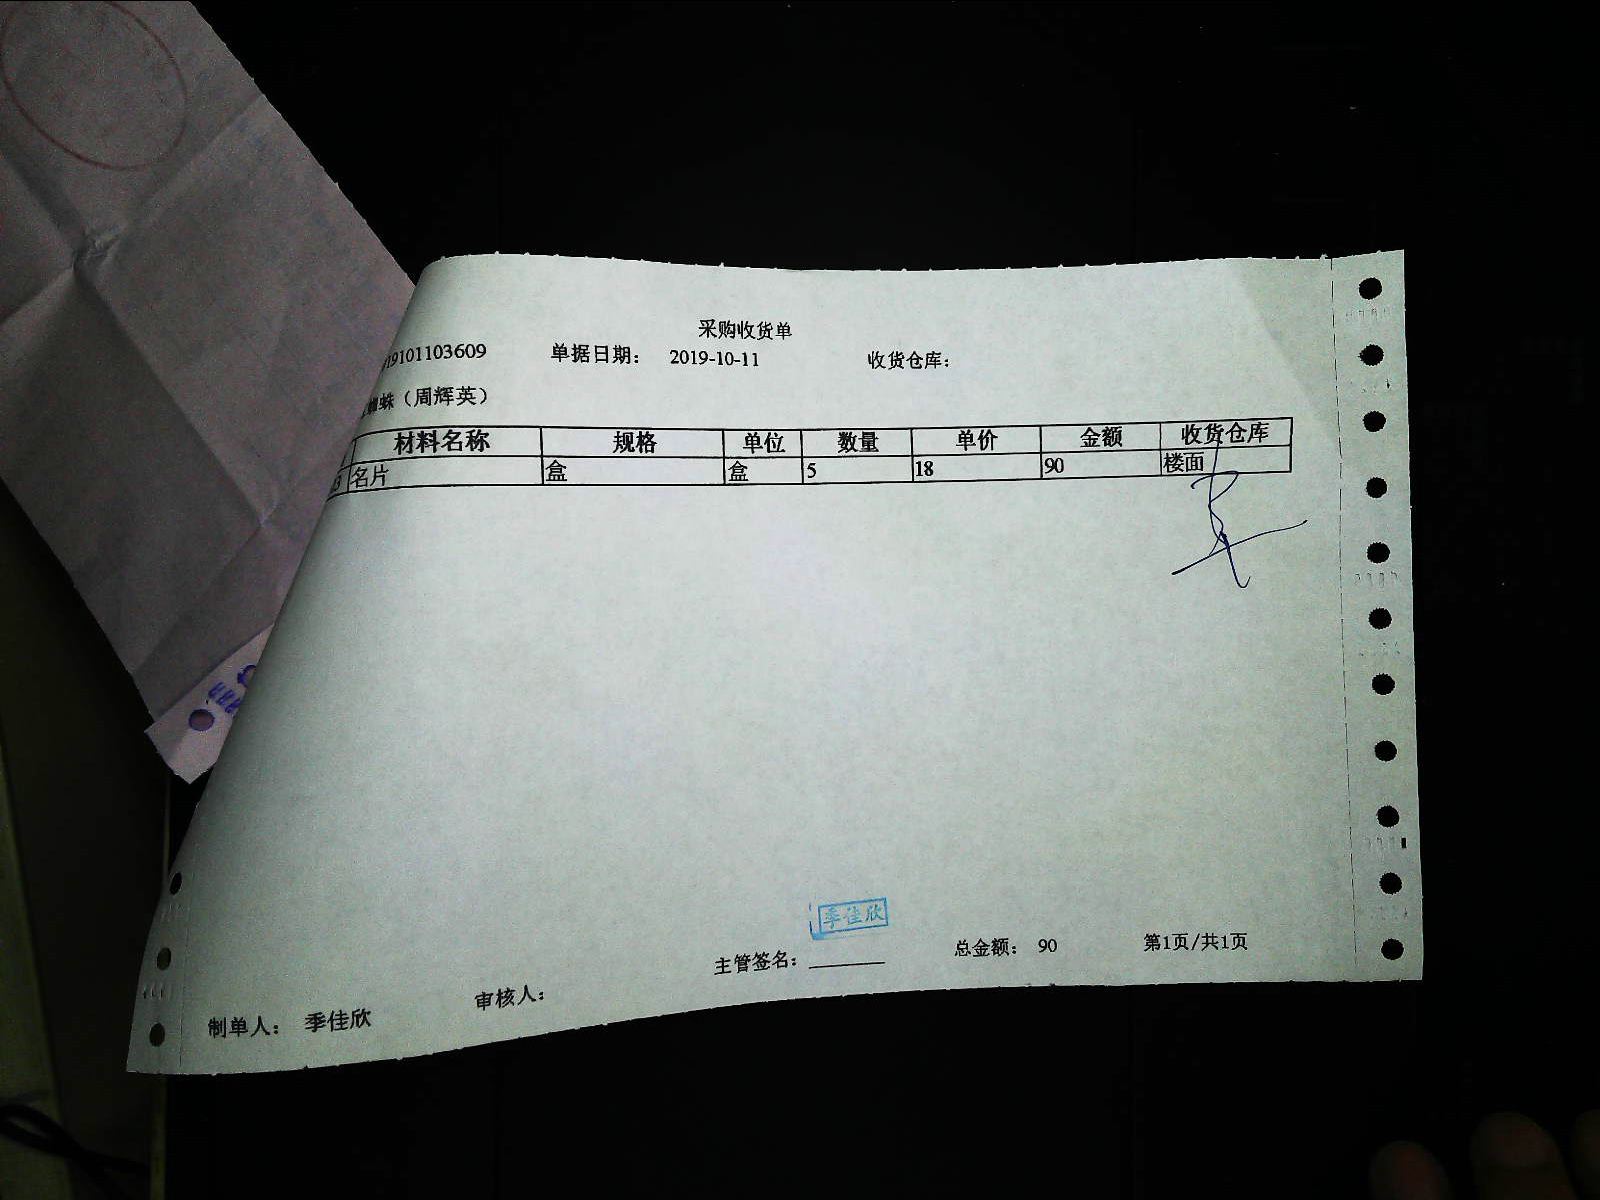 采购收货单
19101103609 单据日期： 2019-10-11 收货仓库：
蜘蛛（周辉英）
材料名称 规格 单位 数量 单价 金额 收货仓库
3 名片 盒 盒 5 18 90 楼面
季佳欣
主管签名： 总金额： 90 第1页/共1页
制单人： 季佳欣 审核人：